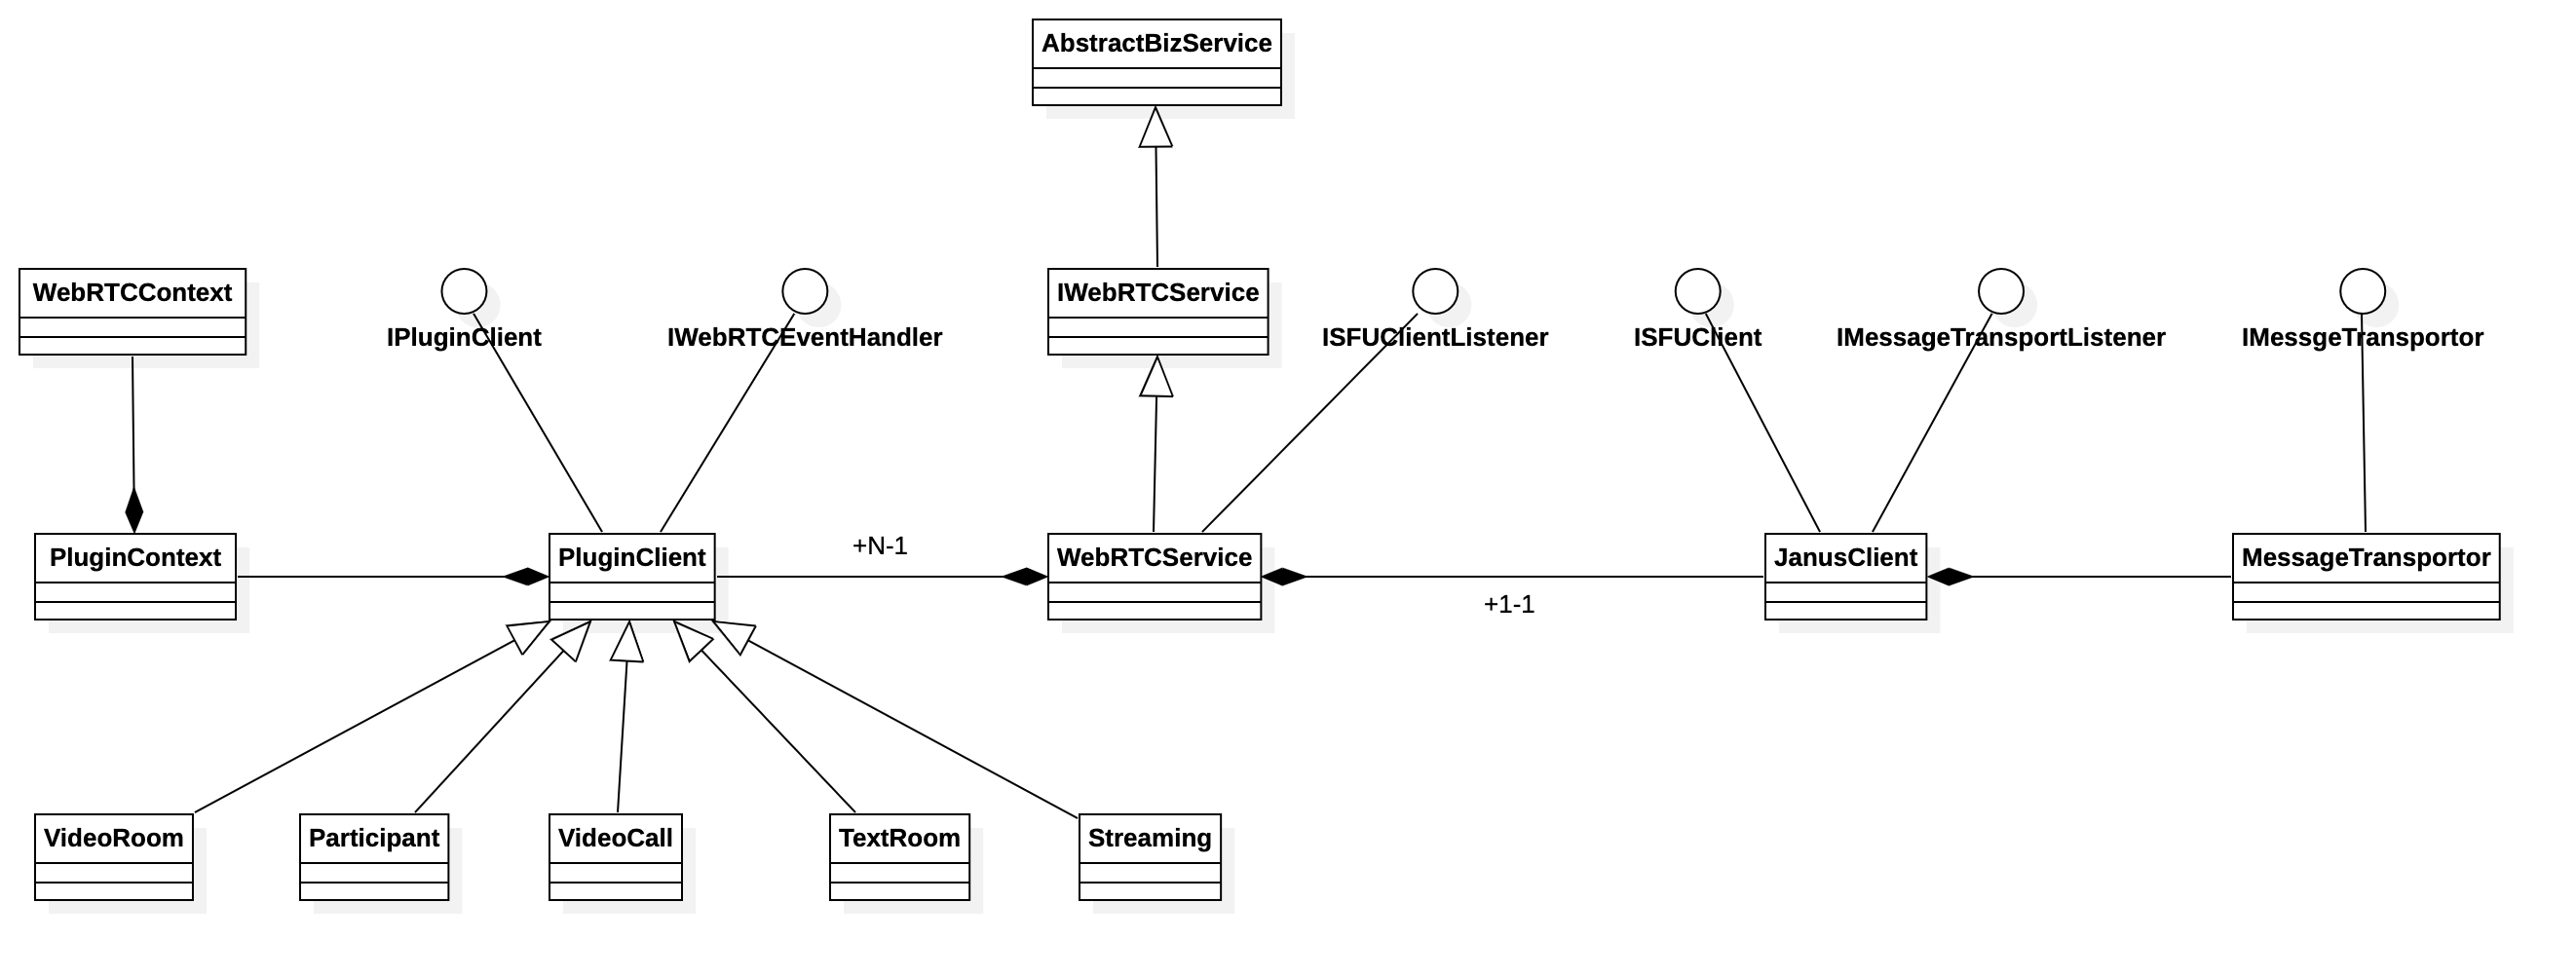 AbstractBizService
WebRTCContext
IWebRTCService
IPluginClient
IWebRTCEventHandler
ISFUClientListener
ISFUClient
IMessageTransportListener
IMessgeTransportor
+N-1
PluginContext
PluginClient
WebRTCService
JanusClient
MessageTransportor
+1-1
VideoRoom
Participant
VideoCall
TextRoom
Streaming